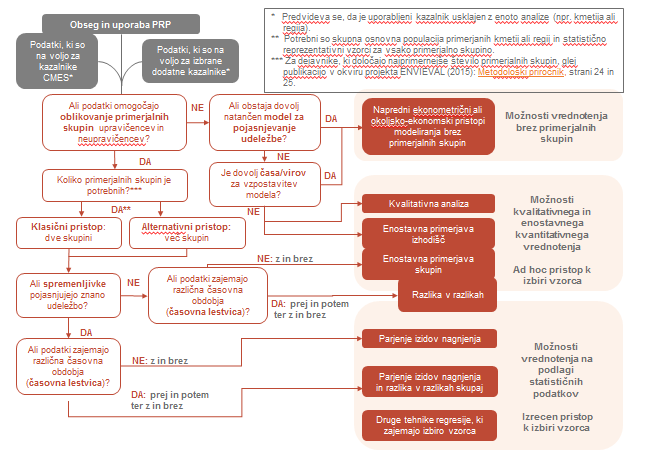 Obseg in uporaba PRP
Podatki, ki so
na voljo za
kazalnike
CMES*
Podatki, ki so na
voljo za izbrane
dodatne kazalnike*
* Predvideva se, da je uporabljeni kazalnik usklajen z enoto analize (npr. kmetija ali
regija).
** Potrebni so skupna osnovna populacija primerjanih kmetij ali regij in statistično
reprezentativni vzorci za vsako primerjalno skupino.
*** Za dejavnike, ki določajo najprimernejše število primerjalnih skupin, glej
publikacijo v okviru projekta ENVIEVAL (2015): Metodološki priročnik, strani 24 in
25.
Ali podatki omogočajo
oblikovanje primerjalnih
skupin upravičencev in
neupravičencev?
NE
Ali obstaja dovolj
natančen model za
pojasnjevanje
udeležbe?
DA
Napredni ekonometrični ali
okoljsko-ekonomski pristopi
modeliranja brez
primerjalnih skupin
Možnosti vrednotenja
brez primerjalnih
skupin
DA
NE
Koliko primerjalnih skupin je
potrebnih?***
Je dovolj časa/virov
za vzpostavitev
modela?
DA
DA**
NE
Klasični pristop:
dve skupini
Alternativni pristop:
več skupin
Kvalitativna analiza
Enostavna primerjava
izhodišč
Enostavna primerjava
skupin
Razlika v razlikah
Možnosti
kvalitativnega in
enostavnega
kvantitativnega
vrednotenja
Ad hoc pristop k
izbiri vzorca
NE: z in brez
Ali spremenljivke
pojasnjujejo znano
udeležbo?
NE
Ali podatki zajemajo
različna časovna
obdobja
(časovna lestvica)?
DA: prej in potem
ter z in brez
DA
Ali podatki zajemajo
različna časovna
obdobja
(časovna lestvica)?
NE: z in brez
DA: prej in potem
ter z in brez
Parjenje izidov nagnjenja
Parjenje izidov nagnjenja
in razlika v razlikah skupaj
Druge tehnike regresije, ki
zajemajo izbiro vzorca
Možnosti
vrednotenja na
podlagi
statističnih
podatkov
Izrecen pristop
k izbiri vzorca